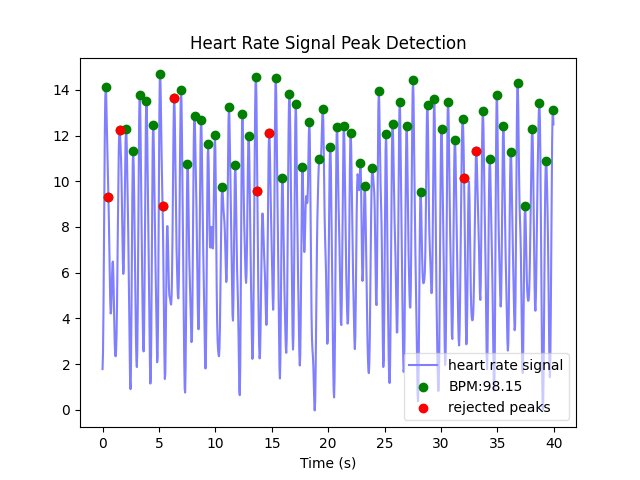 Heart Rate Signal Peak Detection
14
12
10
8
6
4
2
0
heart rate signal
BPM:98.15
rejected peaks
0 5 10 15 20 25 30 35 40
Time (s)